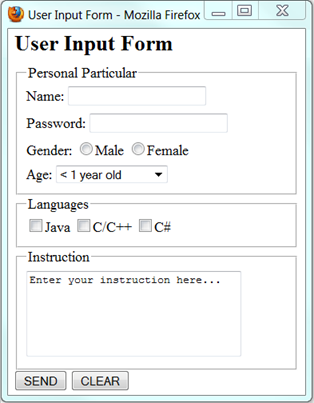 User Input Form - Mozilla Firefox
User Input Form
Personal Particular
Name:
Password:
Gender: Male Female
Age: < 1 year old
Languages
Java C/C++ C#
Instruction
Enter your instruction here...
SEND CLEAR